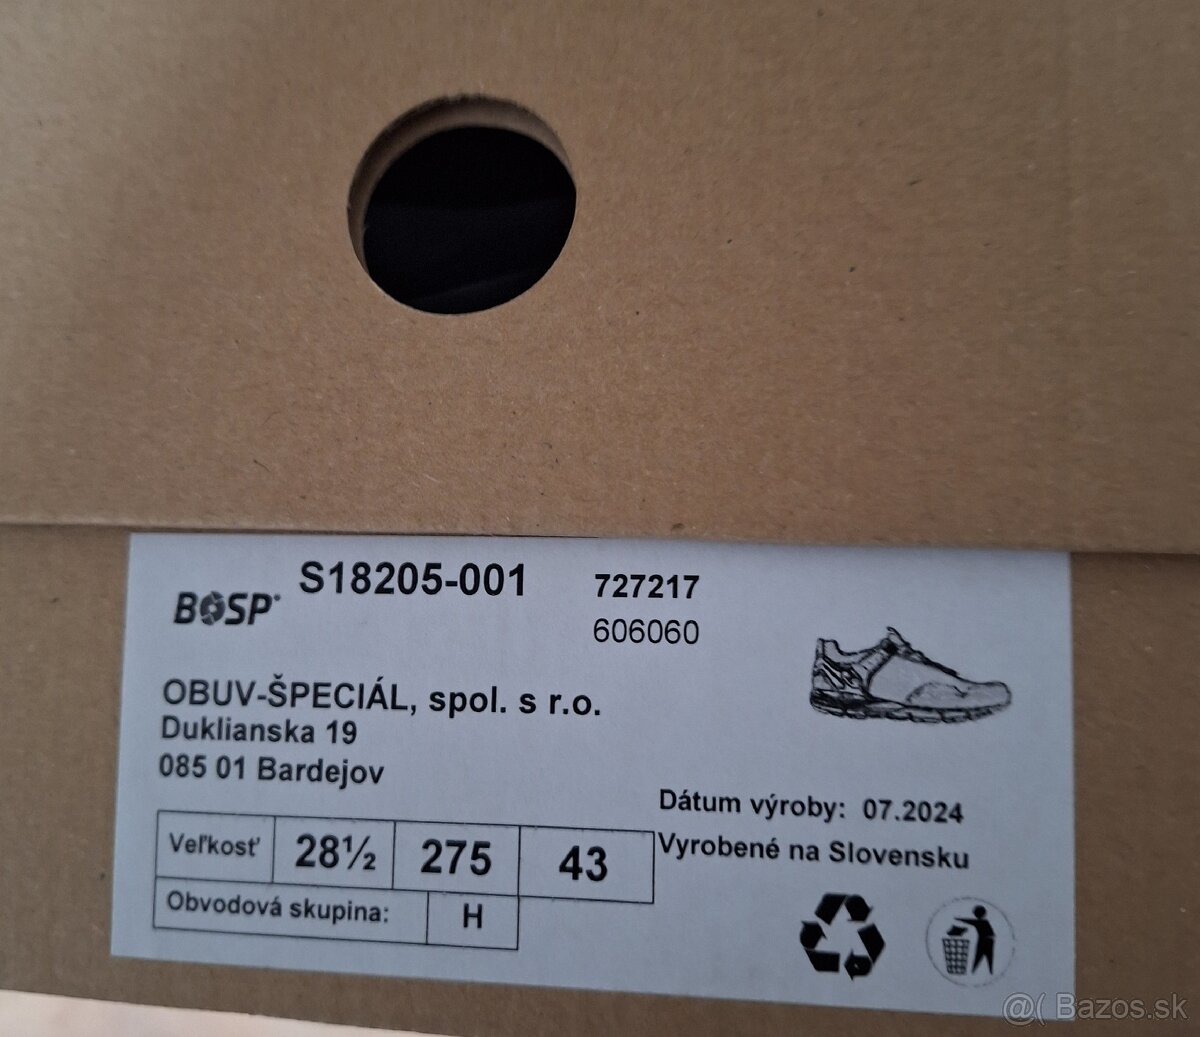 BOSP® S18205-001 727217
606060
OBUV-ŠPECIÁL, spol. s r.o.
Duklianska 19
085 01 Bardejov
Dátum výroby: 07.2024
Vyrobené na Slovensku
Veľkosť 28½ 275 43
Obvodová skupina: H
@( Bazos.sk